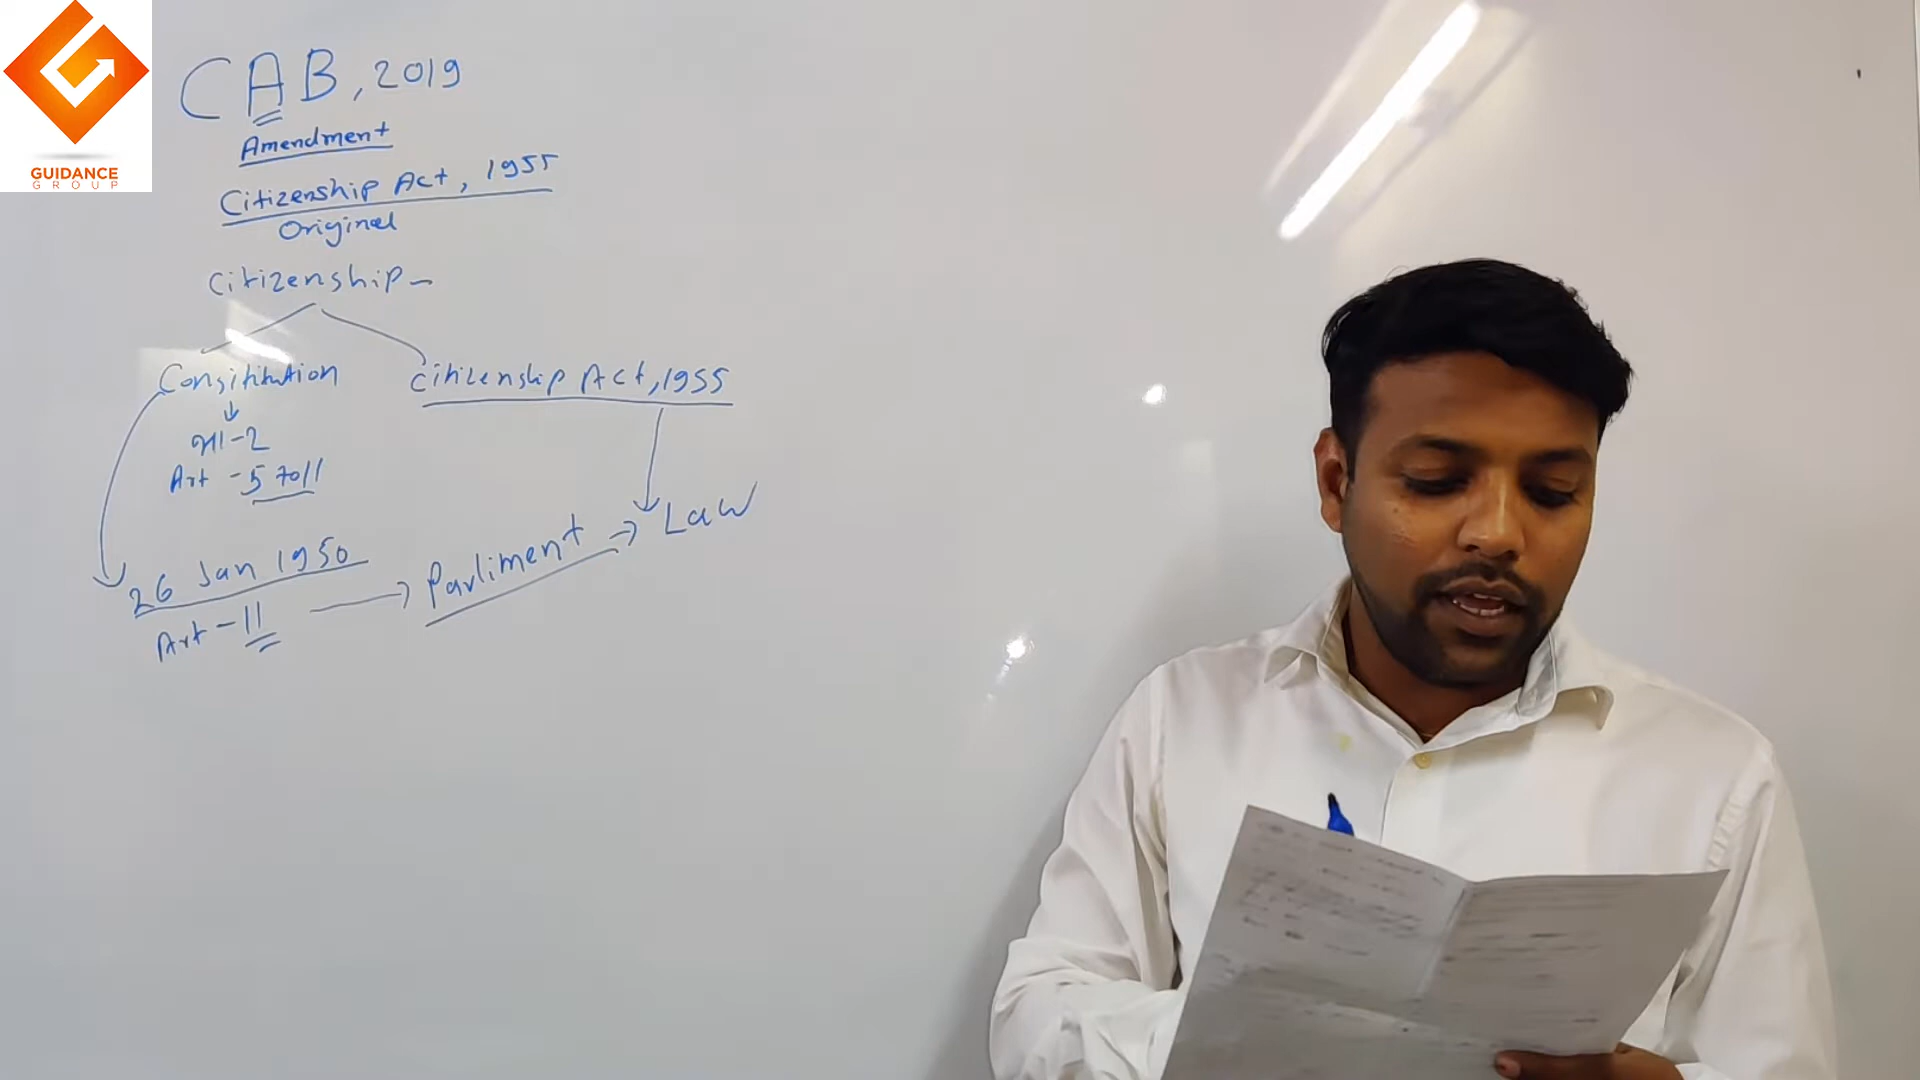 GUIDANCE
GROUP
CAB, 2019
Amendment
Citizenship Act, 1955
Original
Citizenship -
Consititution
भाग-2
Art - 5 to 11
Citizenship Act, 1955
26 Jan 1950
Art - 11 → Parliment → Law